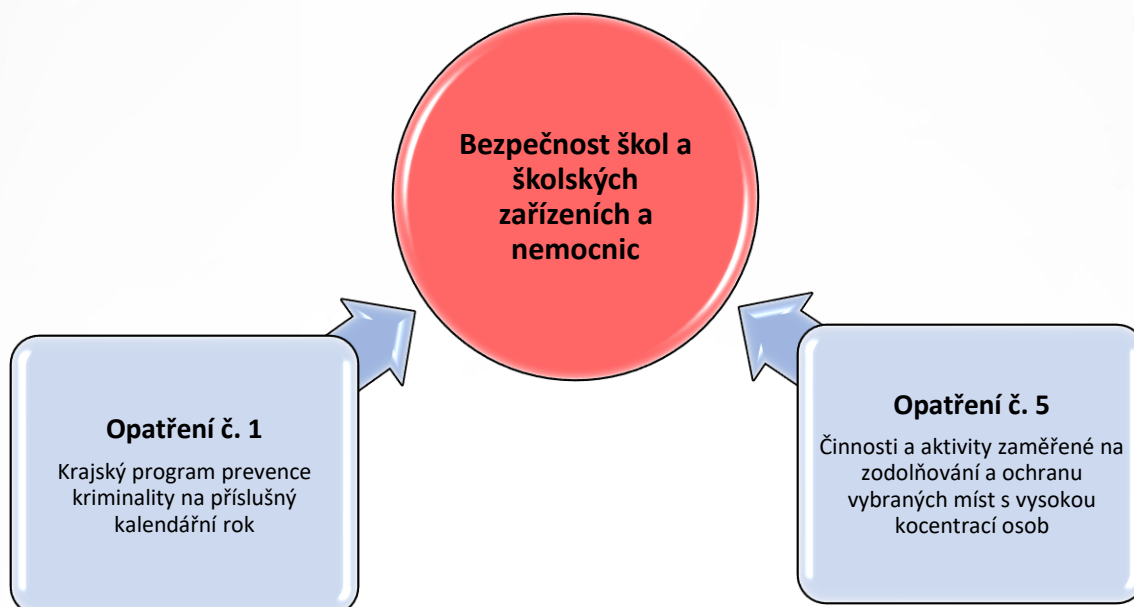 Bezpečnost škol a
školských
zařízeních a
nemocnic
Opatření č. 1
Krajský program prevence
kriminality na příslušný
kalendářní rok
Opatření č. 5
Činnosti a aktivity zaměřené na
zodolňování a ochranu
vybraných míst s vysokou
kocentrací osob